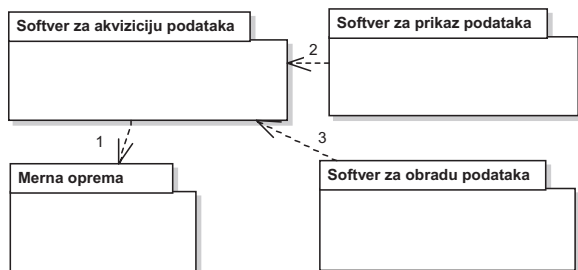 Softver za akviziciju podataka
Softver za prikaz podataka
2
1
3
Merna oprema
Softver za obradu podataka